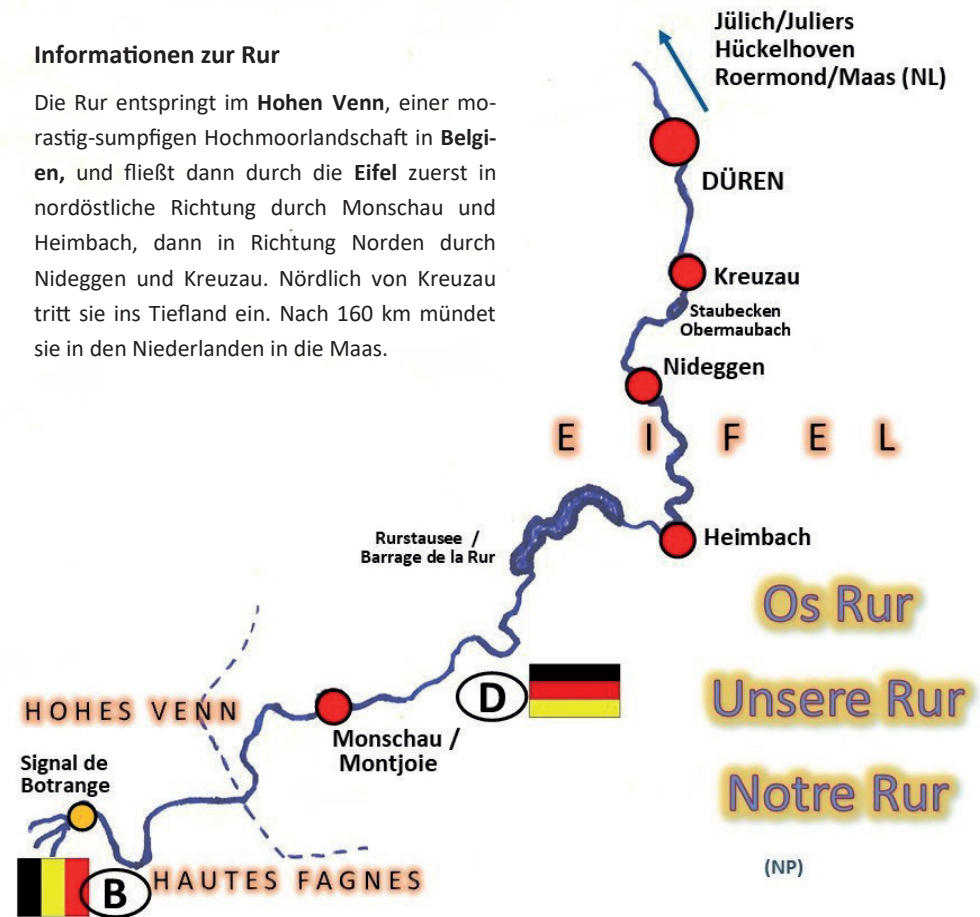 Informationen zur Rur
Die Rur entspringt im Hohen Venn, einer mo-
rastig-sumpfigen Hochmoorlandschaft in Belgi-
en, und fließt dann durch die Eifel zuerst in
nordöstliche Richtung durch Monschau und
Heimbach, dann in Richtung Norden durch
Nideggen und Kreuzau. Nördlich von Kreuzau
tritt sie ins Tiefland ein. Nach 160 km mündet
sie in den Niederlanden in die Maas.
Jülich/Juliers
Hückelhoven
Roermond/Maas (NL)
DÜREN
Kreuzau
Staubecken
Obermaubach
Nideggen
E I F E L
Rurstausee /
Barrage de la Rur
Heimbach
Os Rur
Unsere Rur
Notre Rur
(NP)
D
HOHES VENN
Monschau /
Montjoie
Signal de
Botrange
B
HAUTES FAGNES